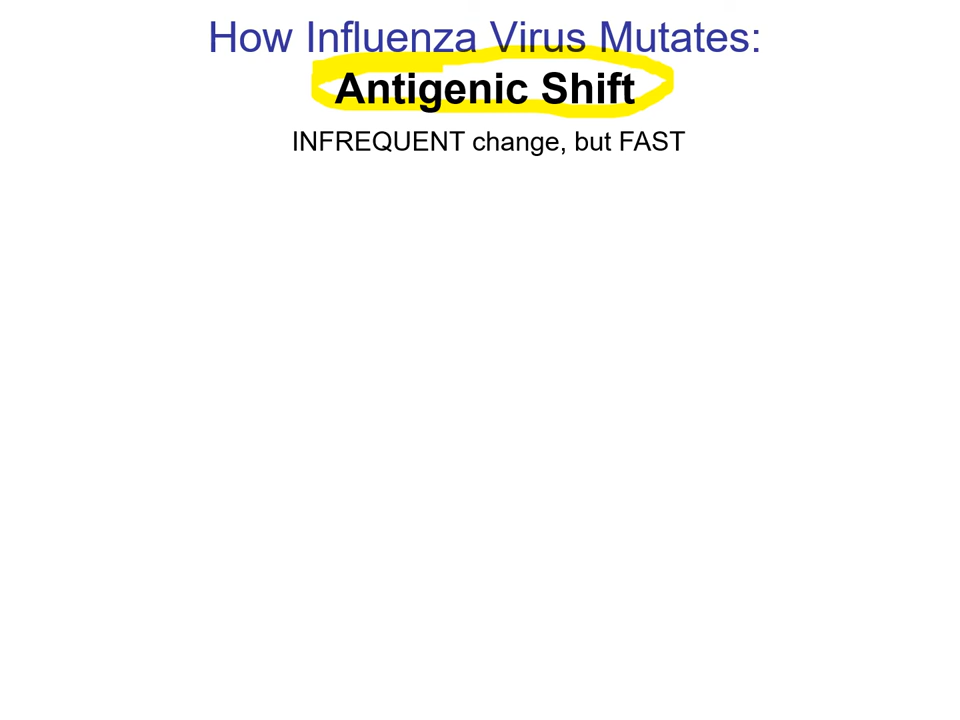 How Influenza Virus Mutates:
Antigenic Shift
INFREQUENT change, but FAST